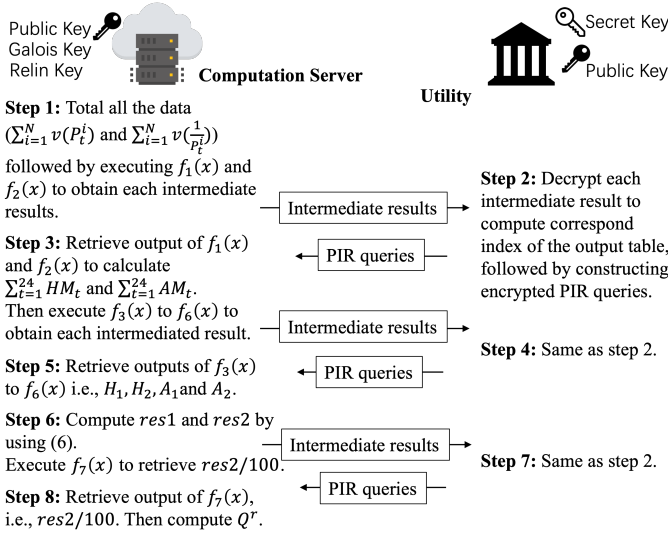 Public Key
Galois Key
Relin Key
Computation Server
Secret Key
Public Key
Utility
Step 1: Total all the data
(∑_{i=1}^{N} v(P_t^i) and ∑_{i=1}^{N} v(1/P_t^i))
followed by executing f_1(x) and
f_2(x) to obtain each intermediate
results.
Intermediate results
Step 2: Decrypt each
intermediate result to
compute correspond
index of the output table,
followed by constructing
encrypted PIR queries.
PIR queries
Step 3: Retrieve output of f_1(x)
and f_2(x) to calculate
∑_{t=1}^{24} HM_t and ∑_{t=1}^{24} AM_t.
Then execute f_3(x) to f_6(x) to
obtain each intermediated result.
Intermediate results
Step 4: Same as step 2.
PIR queries
Step 5: Retrieve outputs of f_3(x)
to f_6(x) i.e., H_1, H_2, A_1and A_2.
Step 6: Compute res1 and res2 by
using (6).
Execute f_7(x) to retrieve res2/100.
Intermediate results
Step 7: Same as step 2.
PIR queries
Step 8: Retrieve output of f_7(x),
i.e., res2/100. Then compute Q^r.